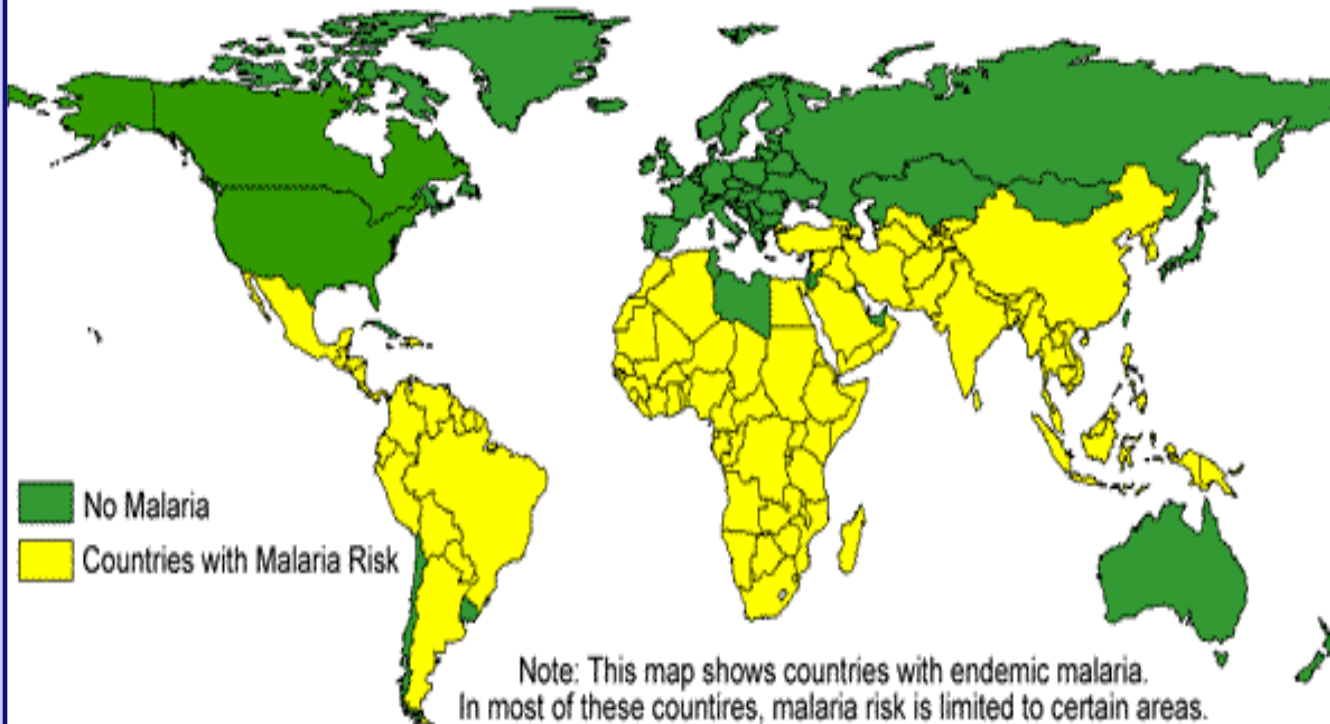 No Malaria
Countries with Malaria Risk
Note: This map shows countries with endemic malaria.
In most of these countires, malaria risk is limited to certain areas.